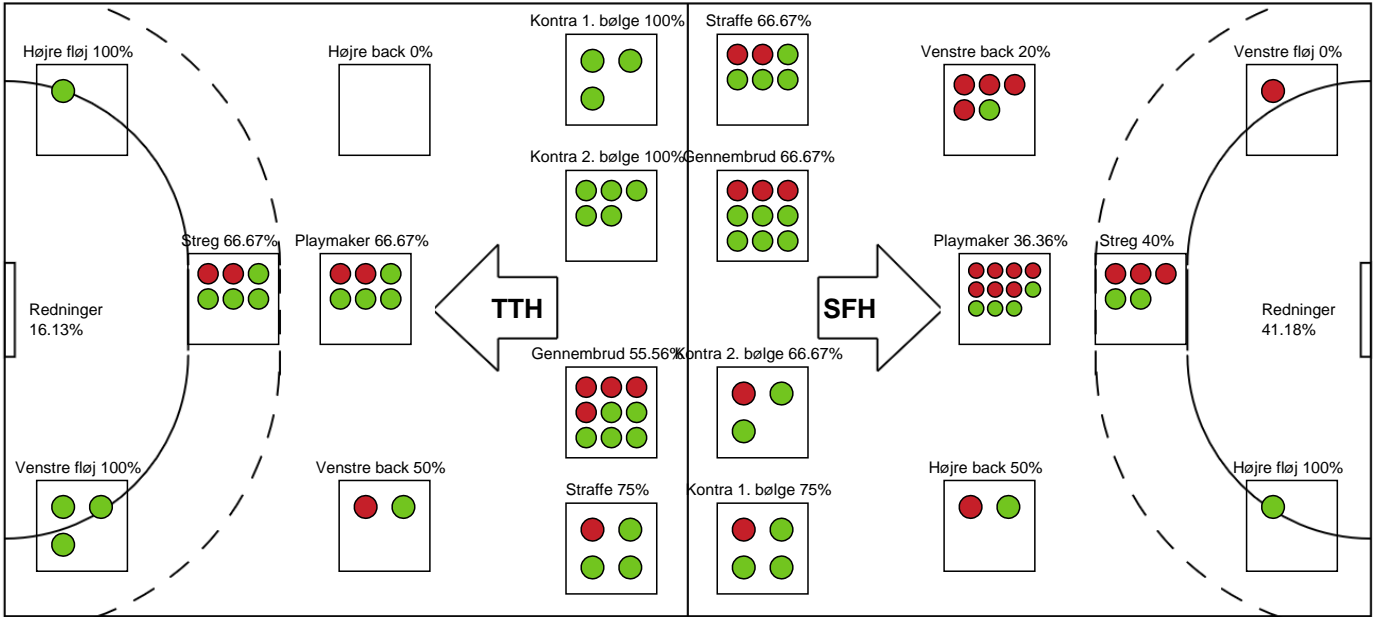 Kontra 1. bølge 100%
Straffe 66.67%
Højre fløj 100%
Højre back 0%
Venstre back 20%
Venstre fløj 0%
Kontra 2. bølge 100%
Gennembrud 66.67%
Streg 66.67%
Playmaker 66.67%
Playmaker 36.36%
Streg 40%
Redninger
16.13%
TTH
SFH
Redninger
41.18%
Gennembrud 55.56%
Kontra 2. bølge 66.67%
Venstre fløj 100%
Venstre back 50%
Straffe 75%
Kontra 1. bølge 75%
Højre back 50%
Højre fløj 100%